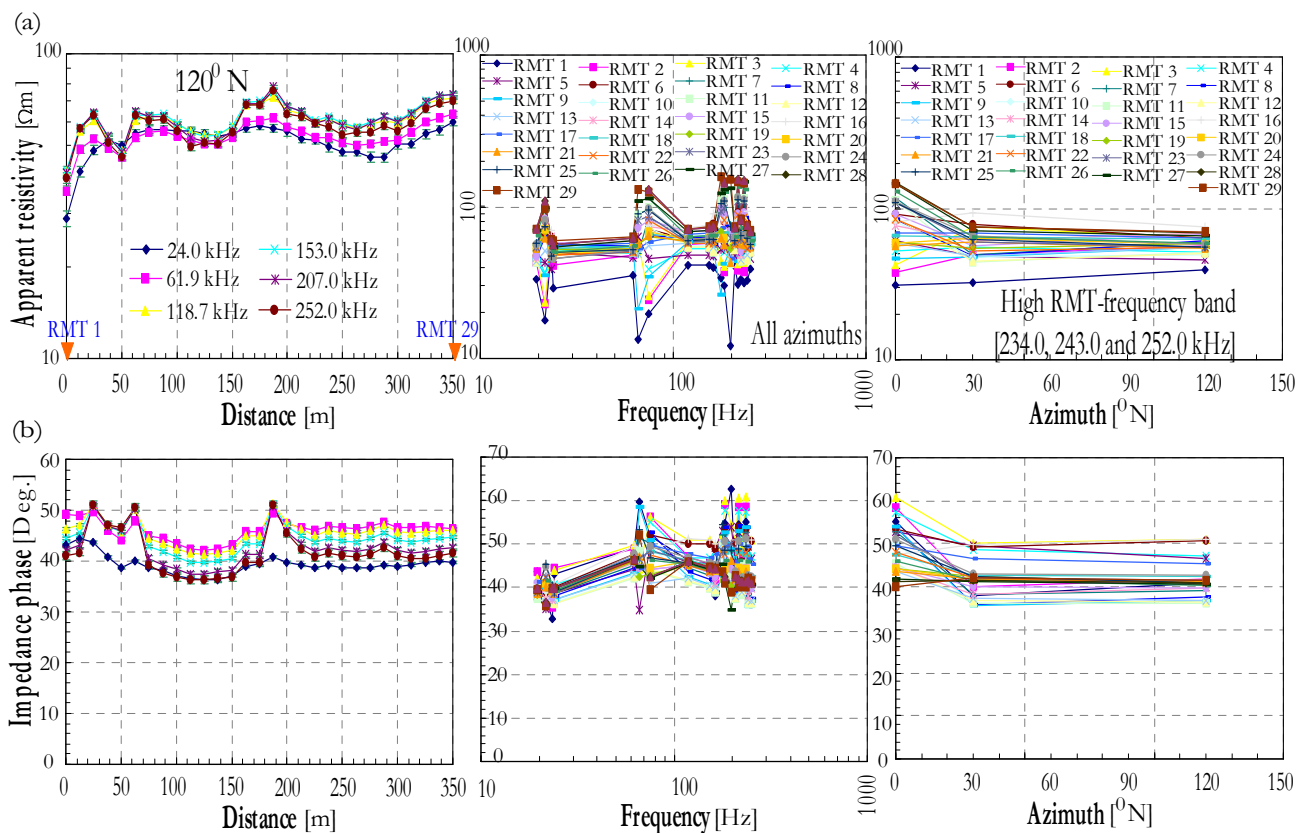 (a)
Apparent resistivity [Ωm]
100
10
120⁰ N
24.0 kHz
153.0 kHz
61.9 kHz
207.0 kHz
118.7 kHz
252.0 kHz
RMT 1
RMT 29
0 50 100 150 200 250 300 350
Distance [m]
1000
100
RMT 1 RMT 2 RMT 3 RMT 4
RMT 5 RMT 6 RMT 7 RMT 8
RMT 9 RMT 10 RMT 11 RMT 12
RMT 13 RMT 14 RMT 15 RMT 16
RMT 17 RMT 18 RMT 19 RMT 20
RMT 21 RMT 22 RMT 23 RMT 24
RMT 25 RMT 26 RMT 27 RMT 28
RMT 29
All azimuths
10
10 100 1000
Frequency [Hz]
1000
100
10
RMT 1 RMT 2 RMT 3 RMT 4
RMT 5 RMT 6 RMT 7 RMT 8
RMT 9 RMT 10 RMT 11 RMT 12
RMT 13 RMT 14 RMT 15 RMT 16
RMT 17 RMT 18 RMT 19 RMT 20
RMT 21 RMT 22 RMT 23 RMT 24
RMT 25 RMT 26 RMT 27 RMT 28
RMT 29
High RMT-frequency band
[234.0, 243.0 and 252.0 kHz]
0 30 60 90 120 150
Azimuth [⁰N]
(b)
Impedance phase [Deg.]
60
50
40
30
20
10
0
0 50 100 150 200 250 300 350
Distance [m]
70
60
50
40
30
20
10
0
10 100 1000
Frequency [Hz]
70
60
50
40
30
20
10
0
0 30 60 90 120 150
Azimuth [⁰N]